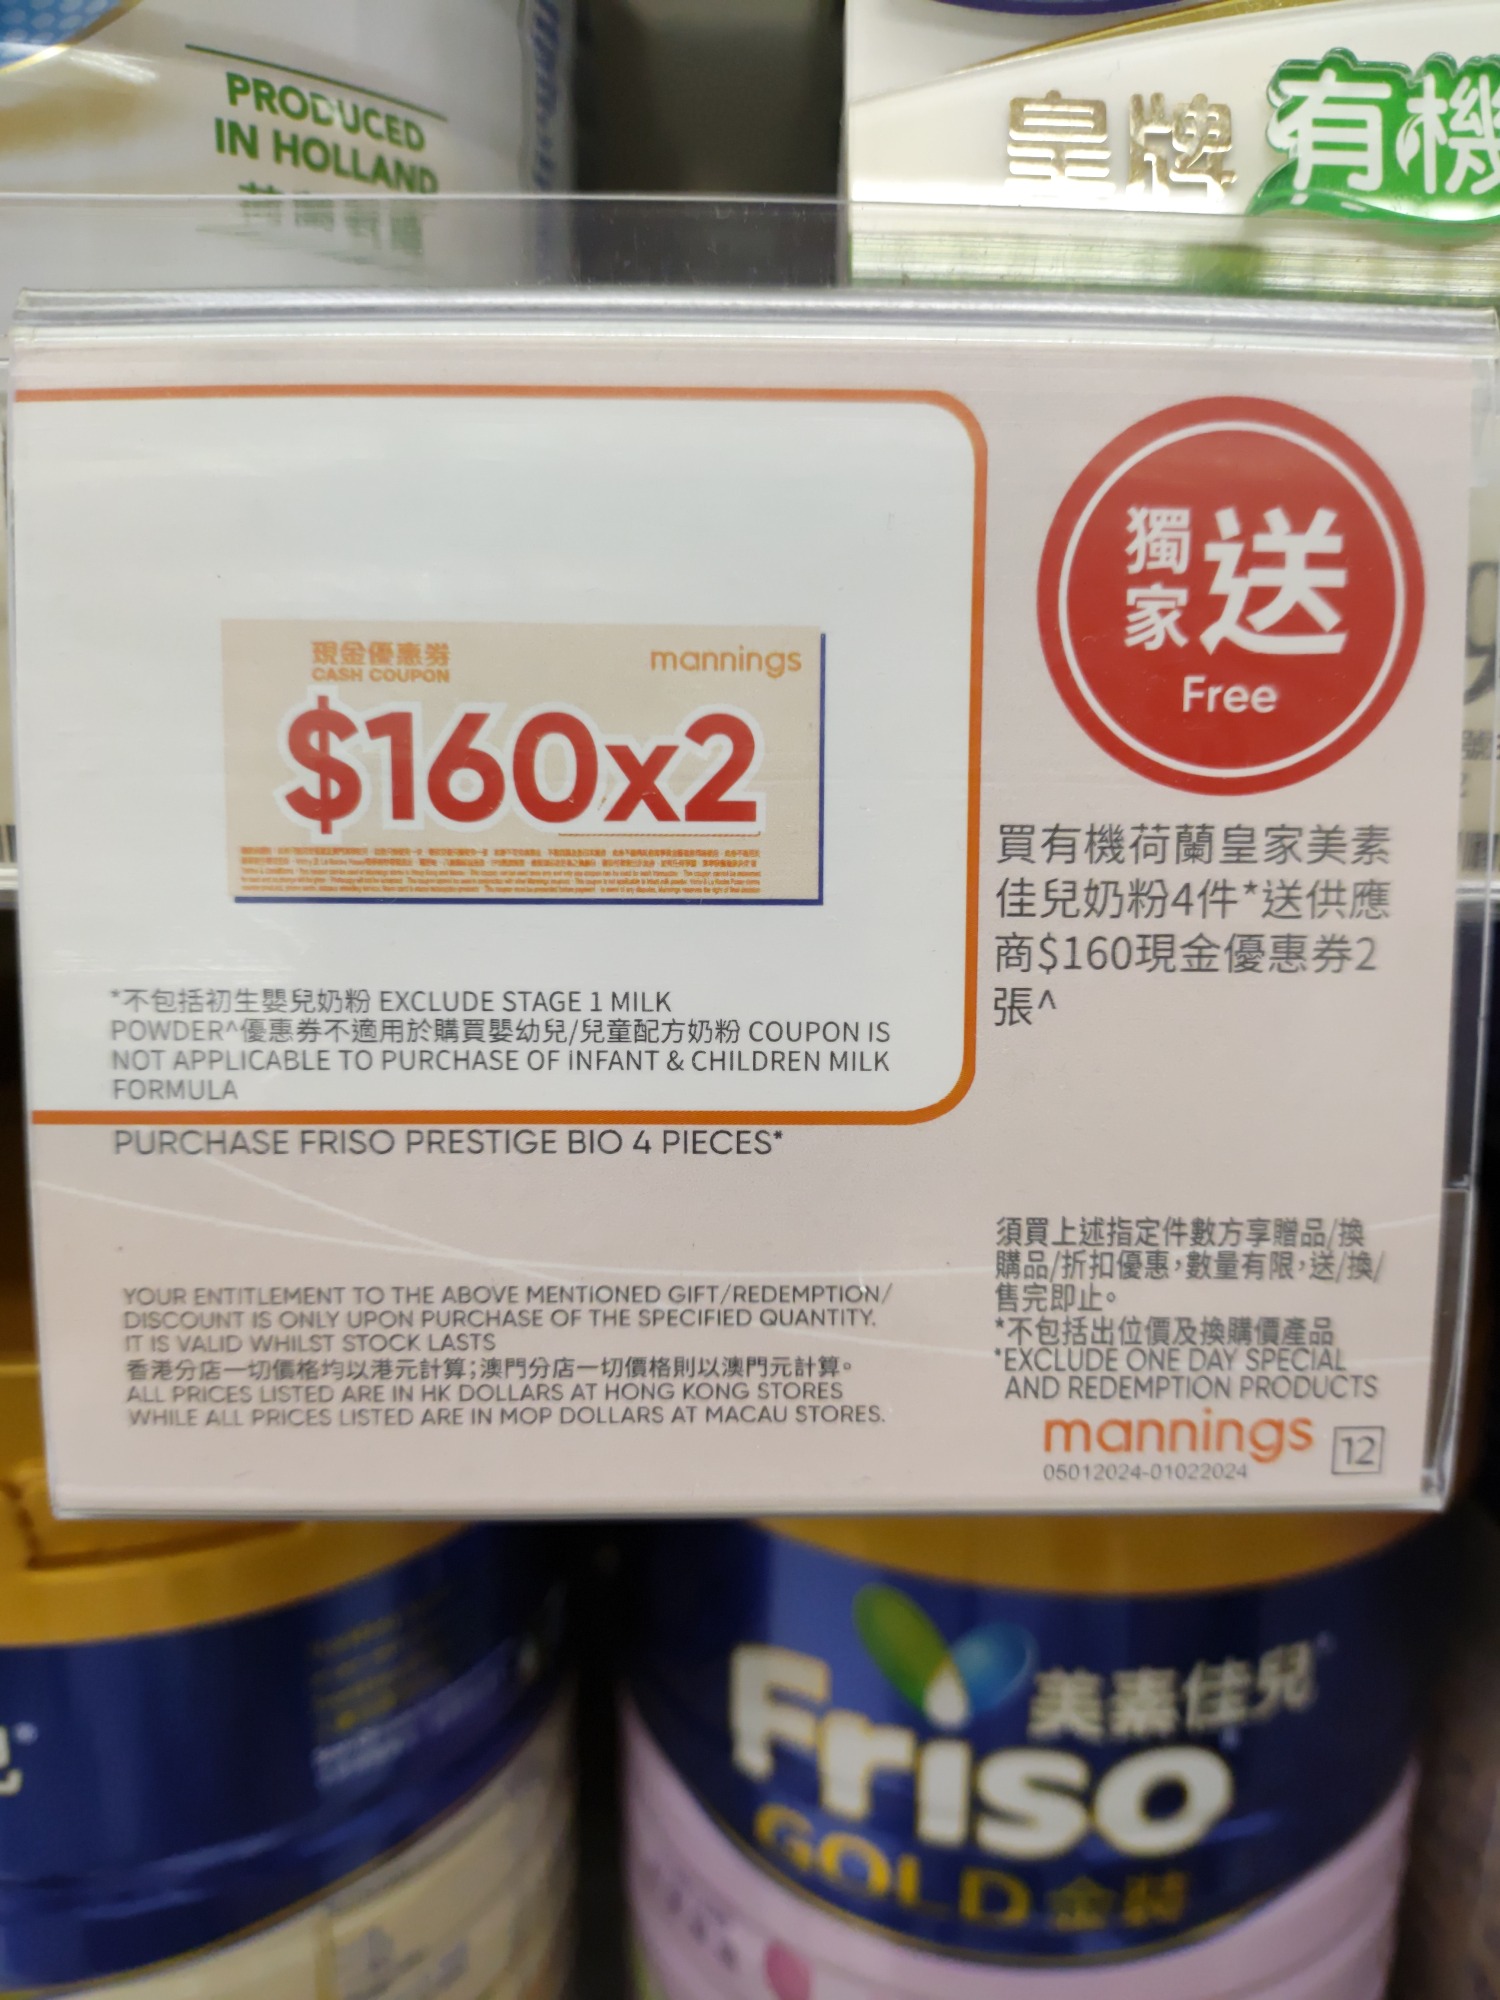 PRODUCED
IN HOLLAND
皇牌 有機
獨家 送
Free
現金優惠券
CASH COUPON
mannings
$160x2
買有機荷蘭皇家美素
佳兒奶粉4件*送供應
商$160現金優惠券2
張^
*不包括初生嬰兒奶粉 EXCLUDE STAGE 1 MILK
POWDER^優惠券不適用於購買嬰幼兒/兒童配方奶粉 COUPON IS
NOT APPLICABLE TO PURCHASE OF INFANT & CHILDREN MILK
FORMULA
PURCHASE FRISO PRESTIGE BIO 4 PIECES*
YOUR ENTITLEMENT TO THE ABOVE MENTIONED GIFT/REDEMPTION/
DISCOUNT IS ONLY UPON PURCHASE OF THE SPECIFIED QUANTITY.
IT IS VALID WHILST STOCK LASTS
香港分店一切價格均以港元計算;澳門分店一切價格則以澳門元計算。
ALL PRICES LISTED ARE IN HK DOLLARS AT HONG KONG STORES
WHILE ALL PRICES LISTED ARE IN MOP DOLLARS AT MACAU STORES.
須買上述指定件數方享贈品/換
購品/折扣優惠,數量有限,送/換/
售完即止。
*不包括出位價及換購價產品
*EXCLUDE ONE DAY SPECIAL
AND REDEMPTION PRODUCTS
mannings 12
05012024-01022024
美素佳兒
Friso
GOLD 金裝